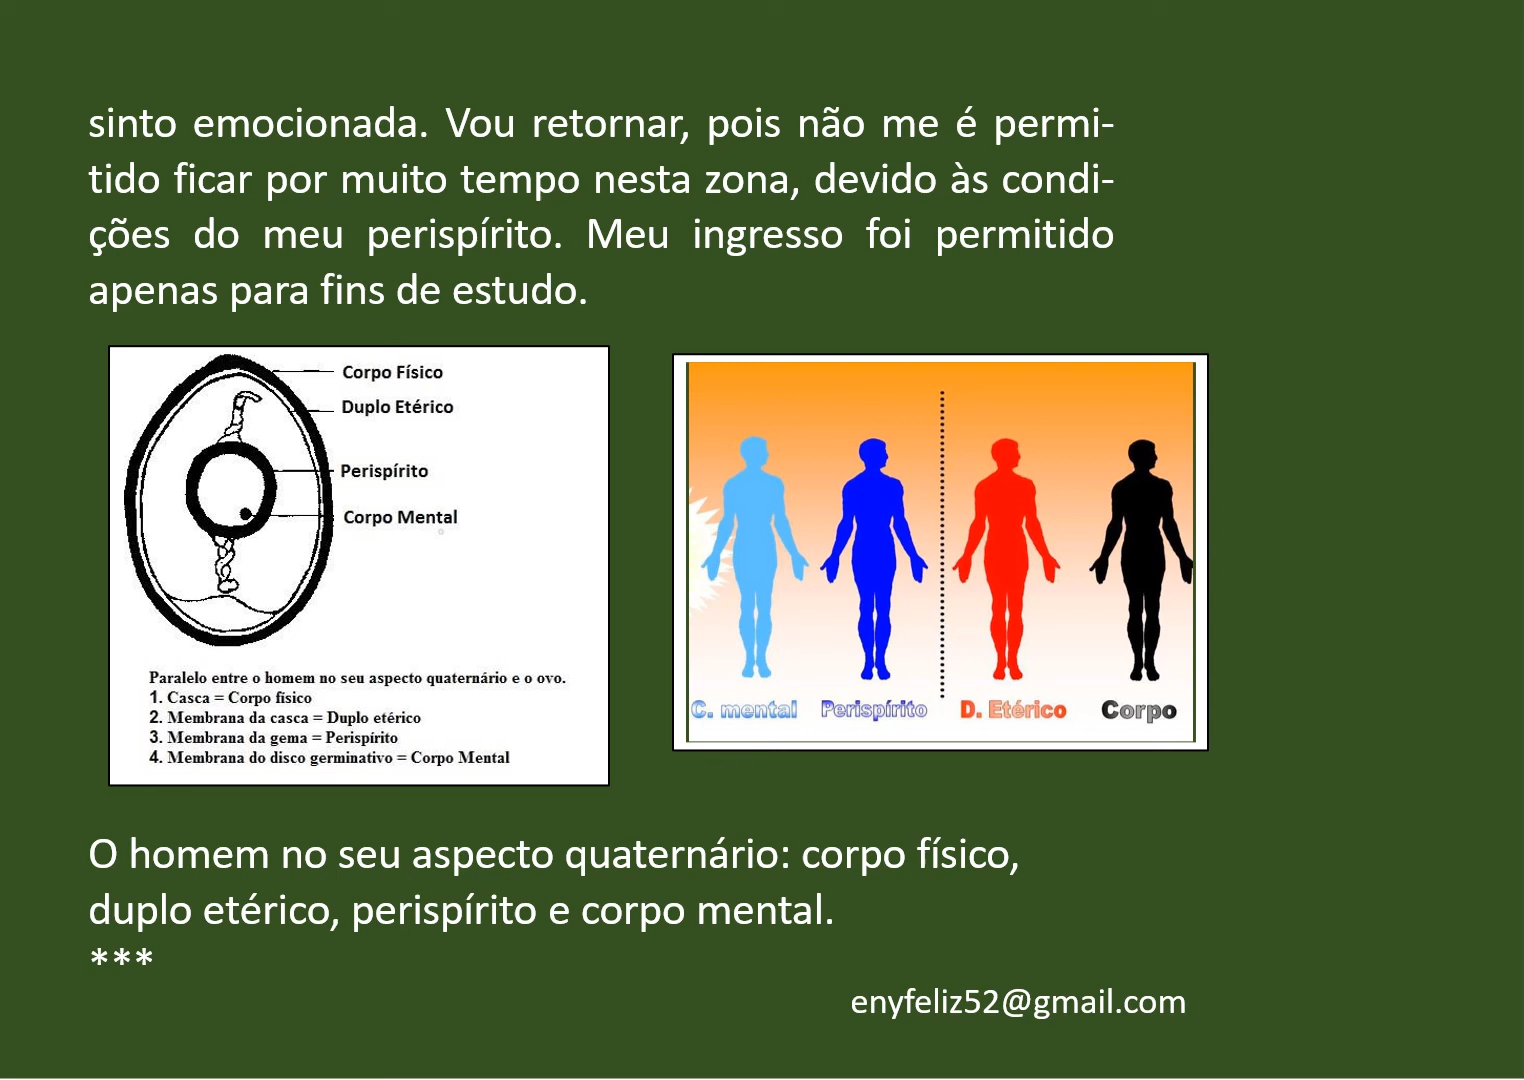 sinto emocionada. Vou retornar, pois não me é permi-
tido ficar por muito tempo nesta zona, devido às condi-
ções do meu perispírito. Meu ingresso foi permitido
apenas para fins de estudo.
Corpo Físico
Duplo Etérico
Perispírito
Corpo Mental
Paralelo entre o homem no seu aspecto quaternário e o ovo.
1. Casca = Corpo físico
2. Membrana da casca = Duplo etérico
3. Membrana da gema = Perispírito
4. Membrana do disco germinativo = Corpo Mental
C. mental Perispírito D. Etérico Corpo
O homem no seu aspecto quaternário: corpo físico,
duplo etérico, perispírito e corpo mental.
***
enyfeliz52@gmail.com